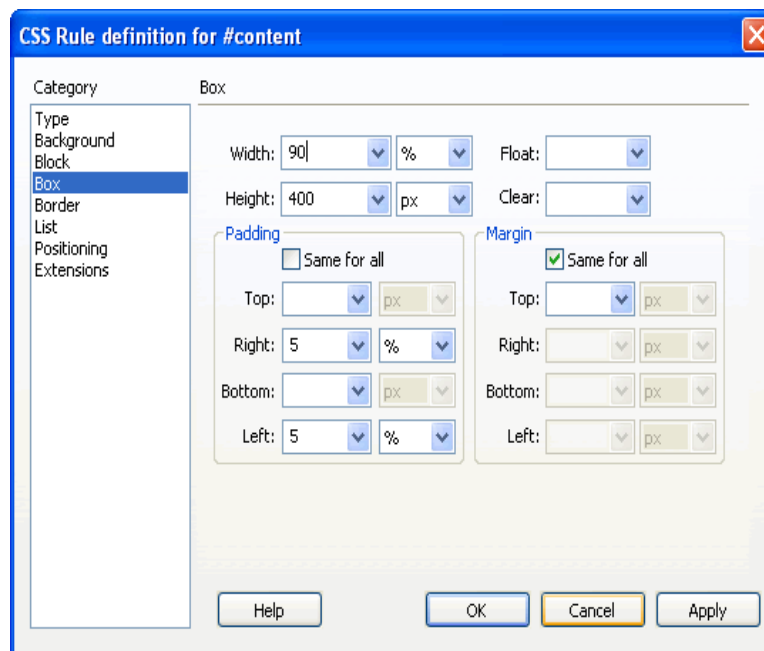 CSS Rule definition for #content
Category
Box
Type
Background
Block
Box
Border
List
Positioning
Extensions
Width: 90 % Float:
Height: 400 px Clear:
Padding Margin
Same for all Same for all
Top: px Top: px
Right: 5 % Right: px
Bottom: px Bottom: px
Left: 5 % Left: px
Help OK Cancel Apply